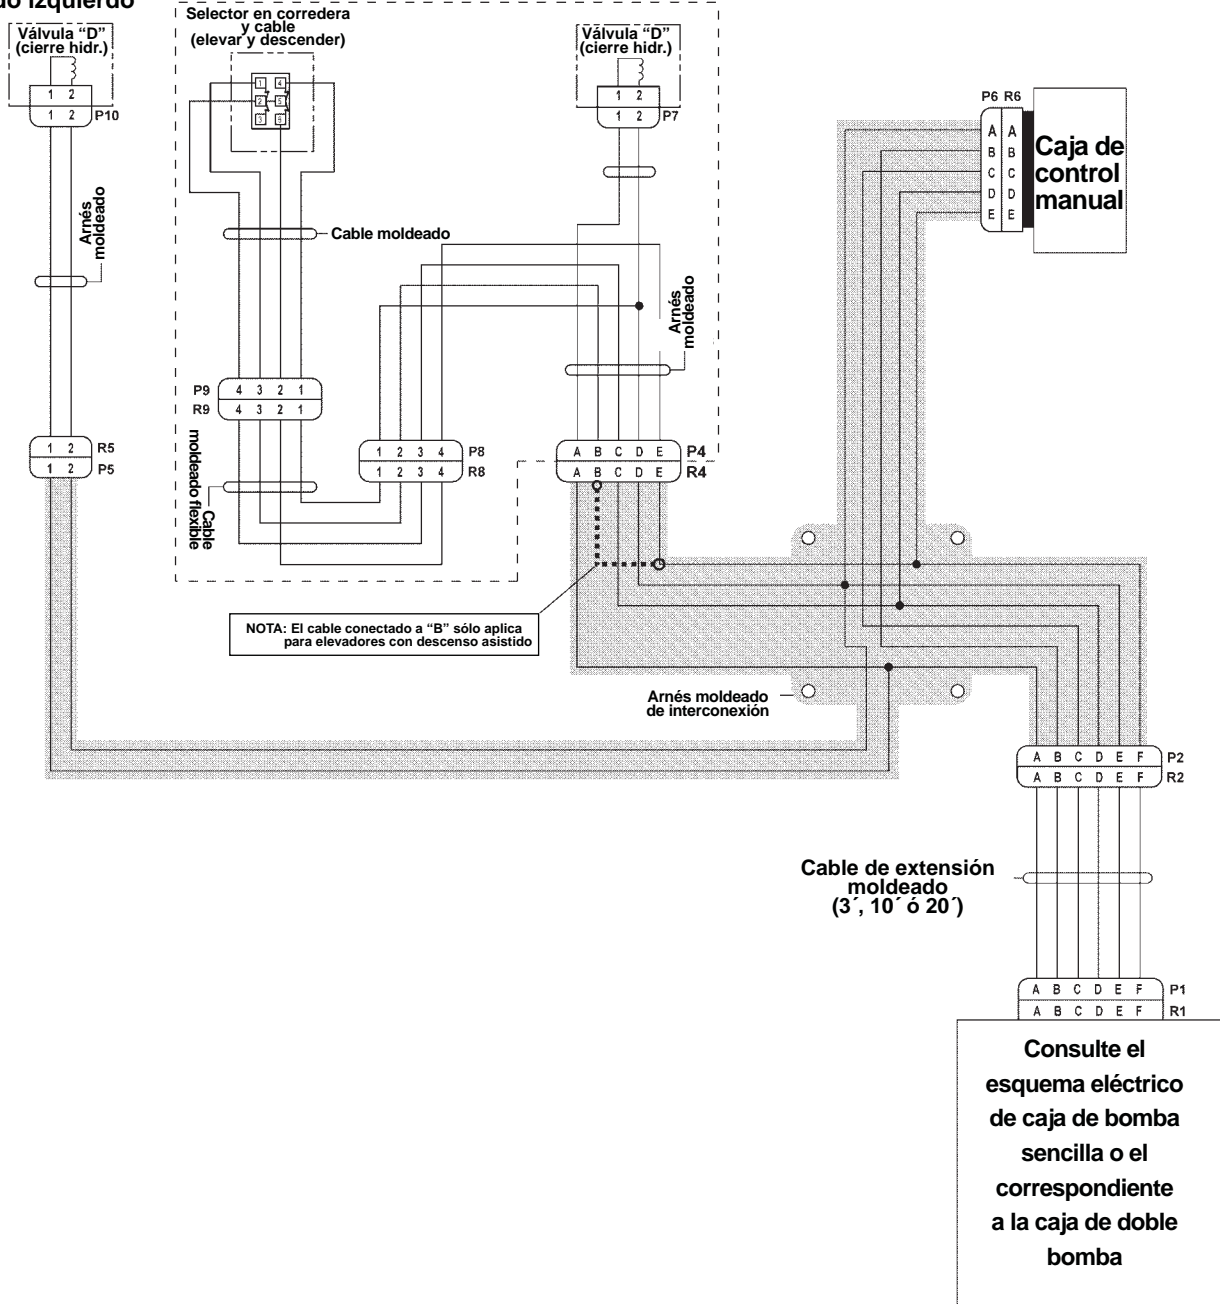 do izquierdo
Válvula “D”
(cierre hidr.)
1 2
1 2 P10
Arnés
moldeado
1 2 R5
1 2 P5
Selector en corredera
y cable
(elevar y descender)
1 4
2 5
3 6
Cable moldeado
P9 4 3 2 1
R9 4 3 2 1
Cable
moldeado flexible
1 2 3 4 P8
1 2 3 4 R8
Válvula “D”
(cierre hidr.)
1 2
1 2 P7
Arnés
moldeado
A B C D E P4
A B C D E R4
NOTA: El cable conectado a “B” sólo aplica
para elevadores con descenso asistido
Arnés moldeado
de interconexión
P6 R6
A A
B B
C C
D D
E E
Caja de
control
manual
A B C D E F P2
A B C D E F R2
Cable de extensión
moldeado
(3´, 10´ ó 20´)
A B C D E F P1
A B C D E F R1
Consulte el
esquema eléctrico
de caja de bomba
sencilla o el
correspondiente
a la caja de doble
bomba